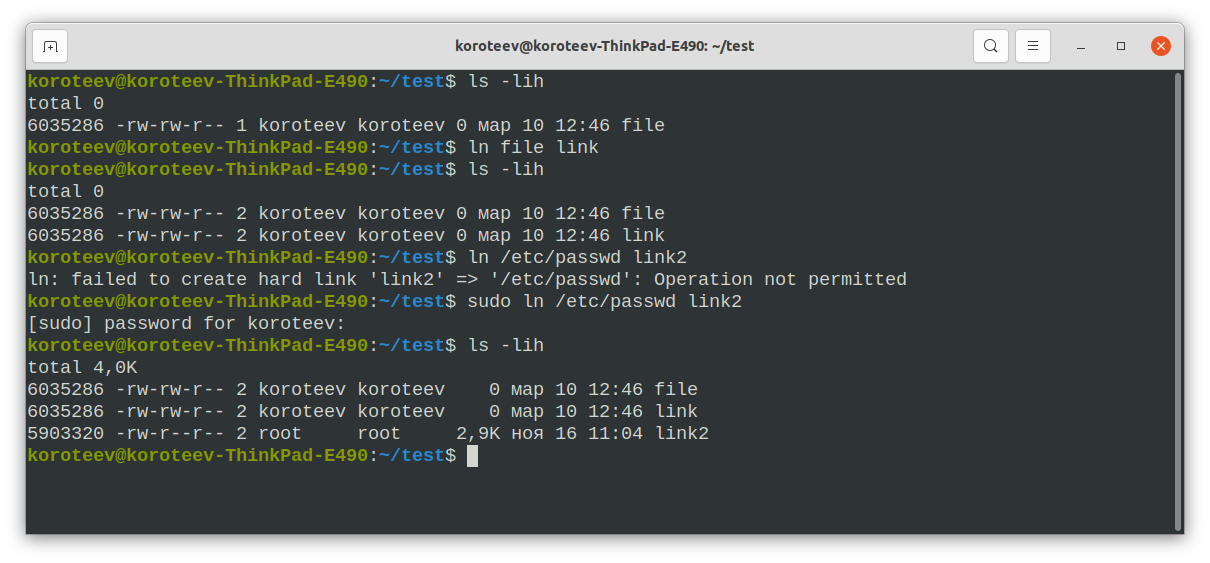 koroteev@koroteev-ThinkPad-E490: ~/test
koroteev@koroteev-ThinkPad-E490:~/test$ ls -lih
total 0
6035286 -rw-rw-r-- 1 koroteev koroteev 0 мар 10 12:46 file
koroteev@koroteev-ThinkPad-E490:~/test$ ln file link
koroteev@koroteev-ThinkPad-E490:~/test$ ls -lih
total 0
6035286 -rw-rw-r-- 2 koroteev koroteev 0 мар 10 12:46 file
6035286 -rw-rw-r-- 2 koroteev koroteev 0 мар 10 12:46 link
koroteev@koroteev-ThinkPad-E490:~/test$ ln /etc/passwd link2
ln: failed to create hard link 'link2' => '/etc/passwd': Operation not permitted
koroteev@koroteev-ThinkPad-E490:~/test$ sudo ln /etc/passwd link2
[sudo] password for koroteev:
koroteev@koroteev-ThinkPad-E490:~/test$ ls -lih
total 4,0K
6035286 -rw-rw-r-- 2 koroteev koroteev    0 мар 10 12:46 file
6035286 -rw-rw-r-- 2 koroteev koroteev    0 мар 10 12:46 link
5903320 -rw-r--r-- 2 root     root     2,9K ноя 16 11:04 link2
koroteev@koroteev-ThinkPad-E490:~/test$